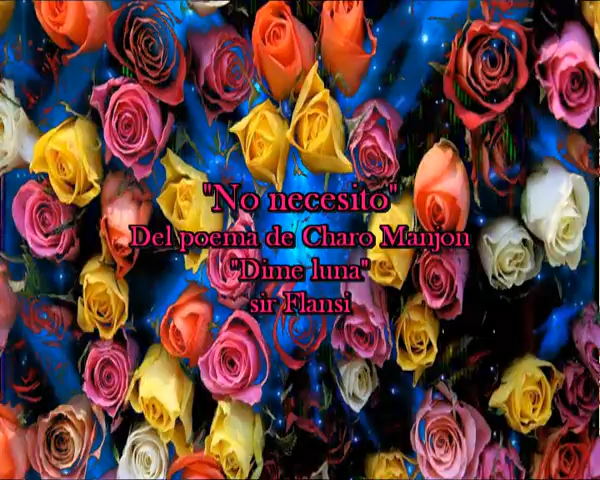 "No necesito"
Del poema de Charo Manjon
"Dime luna"
sir Flansi